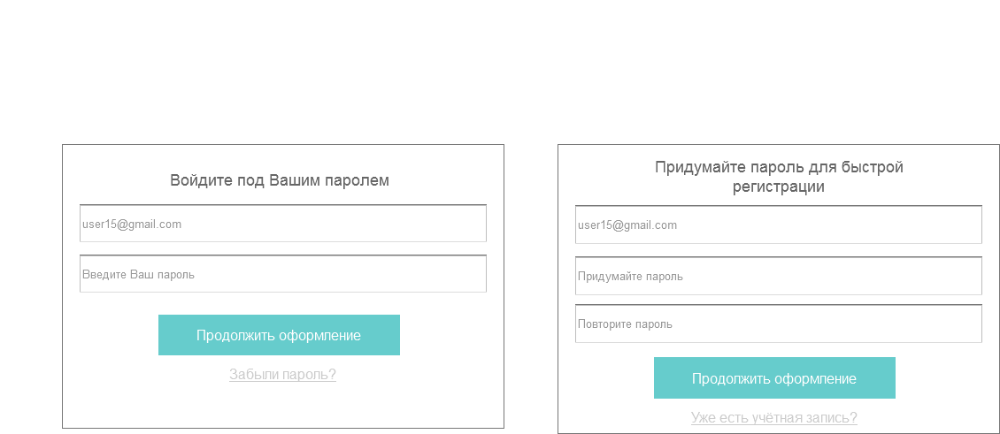 Войдите под Вашим паролем
user15@gmail.com
Введите Ваш пароль
Продолжить оформление
Забыли пароль?
Придумайте пароль для быстрой
регистрации
user15@gmail.com
Придумайте пароль
Повторите пароль
Продолжить оформление
Уже есть учётная запись?